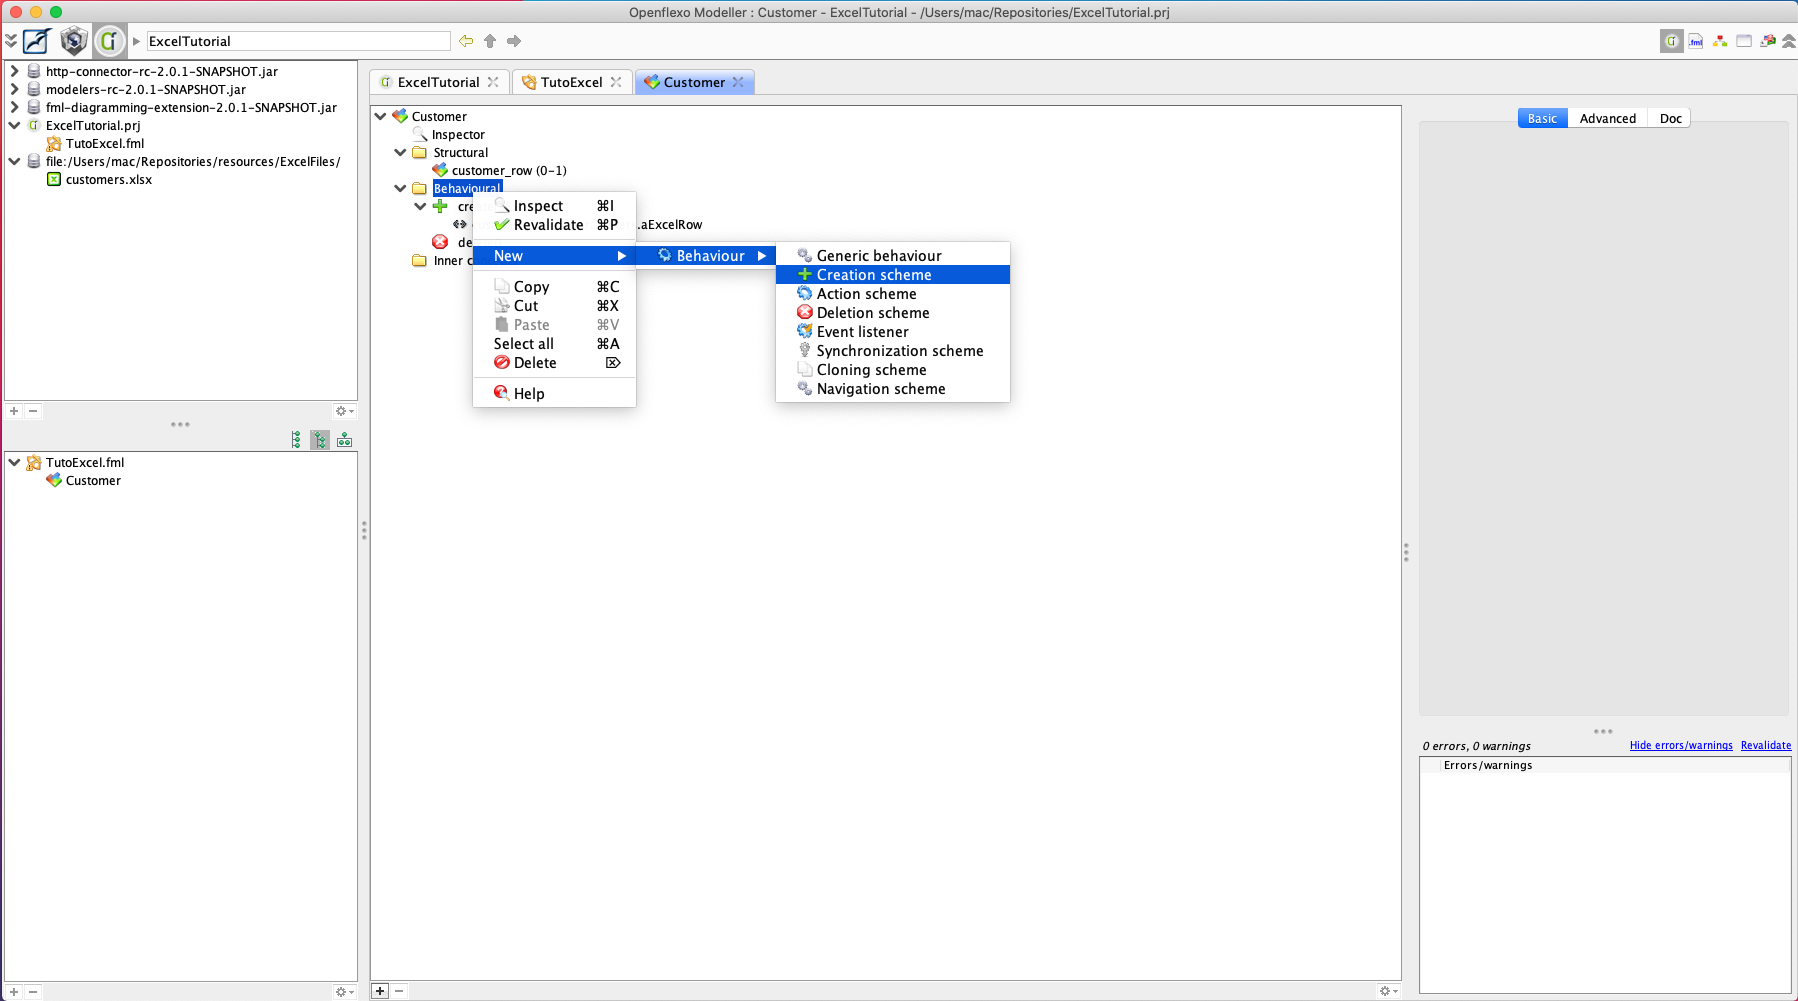 Openflexo Modeller : Customer - ExcelTutorial - /Users/mac/Repositories/ExcelTutorial.prj
ExcelTutorial
http-connector-rc-2.0.1-SNAPSHOT.jar
modelers-rc-2.0.1-SNAPSHOT.jar
fml-diagramming-extension-2.0.1-SNAPSHOT.jar
ExcelTutorial.prj
TutoExcel.fml
file:/Users/mac/Repositories/resources/ExcelFiles/
customers.xlsx
TutoExcel.fml
Customer
ExcelTutorial
TutoExcel
Customer
Customer
Inspector
Structural
customer_row (0-1)
Behavioural
.aExcelRow
de
Inner c
Inspect ⌘I
Revalidate ⌘P
New
Copy ⌘C
Cut ⌘X
Paste ⌘V
Select all ⌘A
Delete ⌦
Help
Behaviour
Generic behaviour
Creation scheme
Action scheme
Deletion scheme
Event listener
Synchronization scheme
Cloning scheme
Navigation scheme
Basic
Advanced
Doc
0 errors, 0 warnings
Hide errors/warnings
Revalidate
Errors/warnings